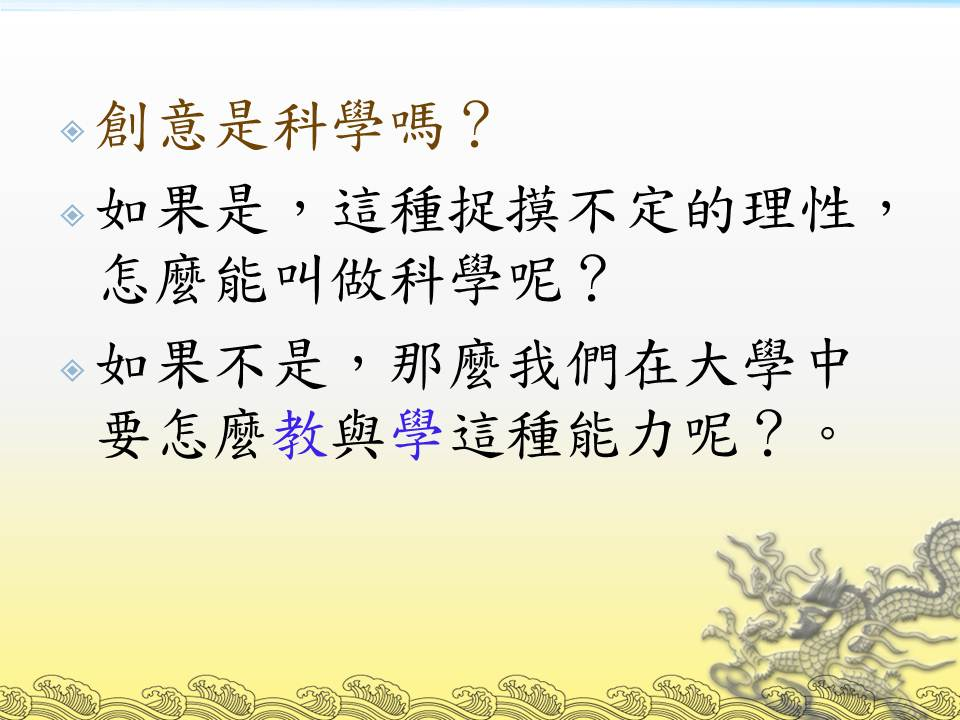 創意是科學嗎？
如果是，這種捉摸不定的理性，
怎麼能叫做科學呢？
如果不是，那麼我們在大學中
要怎麼教與學這種能力呢？。